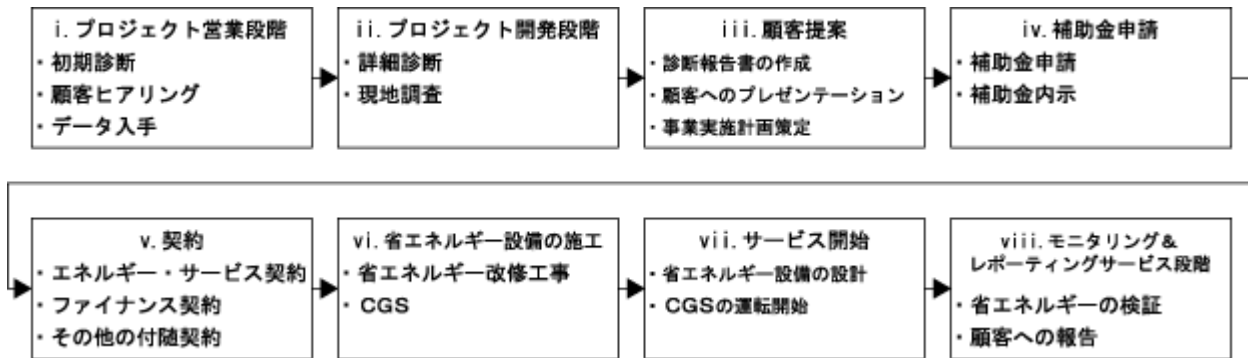 i.プロジェクト営業段階
・初期診断
・顧客ヒアリング
・データ入手
ii.プロジェクト開発段階
・詳細診断
・現地調査
iii.顧客提案
・診断報告書の作成
・顧客へのプレゼンテーション
・事業実施計画策定
iv.補助金申請
・補助金申請
・補助金内示
v.契約
・エネルギー・サービス契約
・ファイナンス契約
・その他の付随契約
vi.省エネルギー設備の施工
・省エネルギー改修工事
・CGS
vii.サービス開始
・省エネルギー設備の設計
・CGSの運転開始
viii.モニタリング&
レポーティングサービス段階
・省エネルギーの検証
・顧客への報告